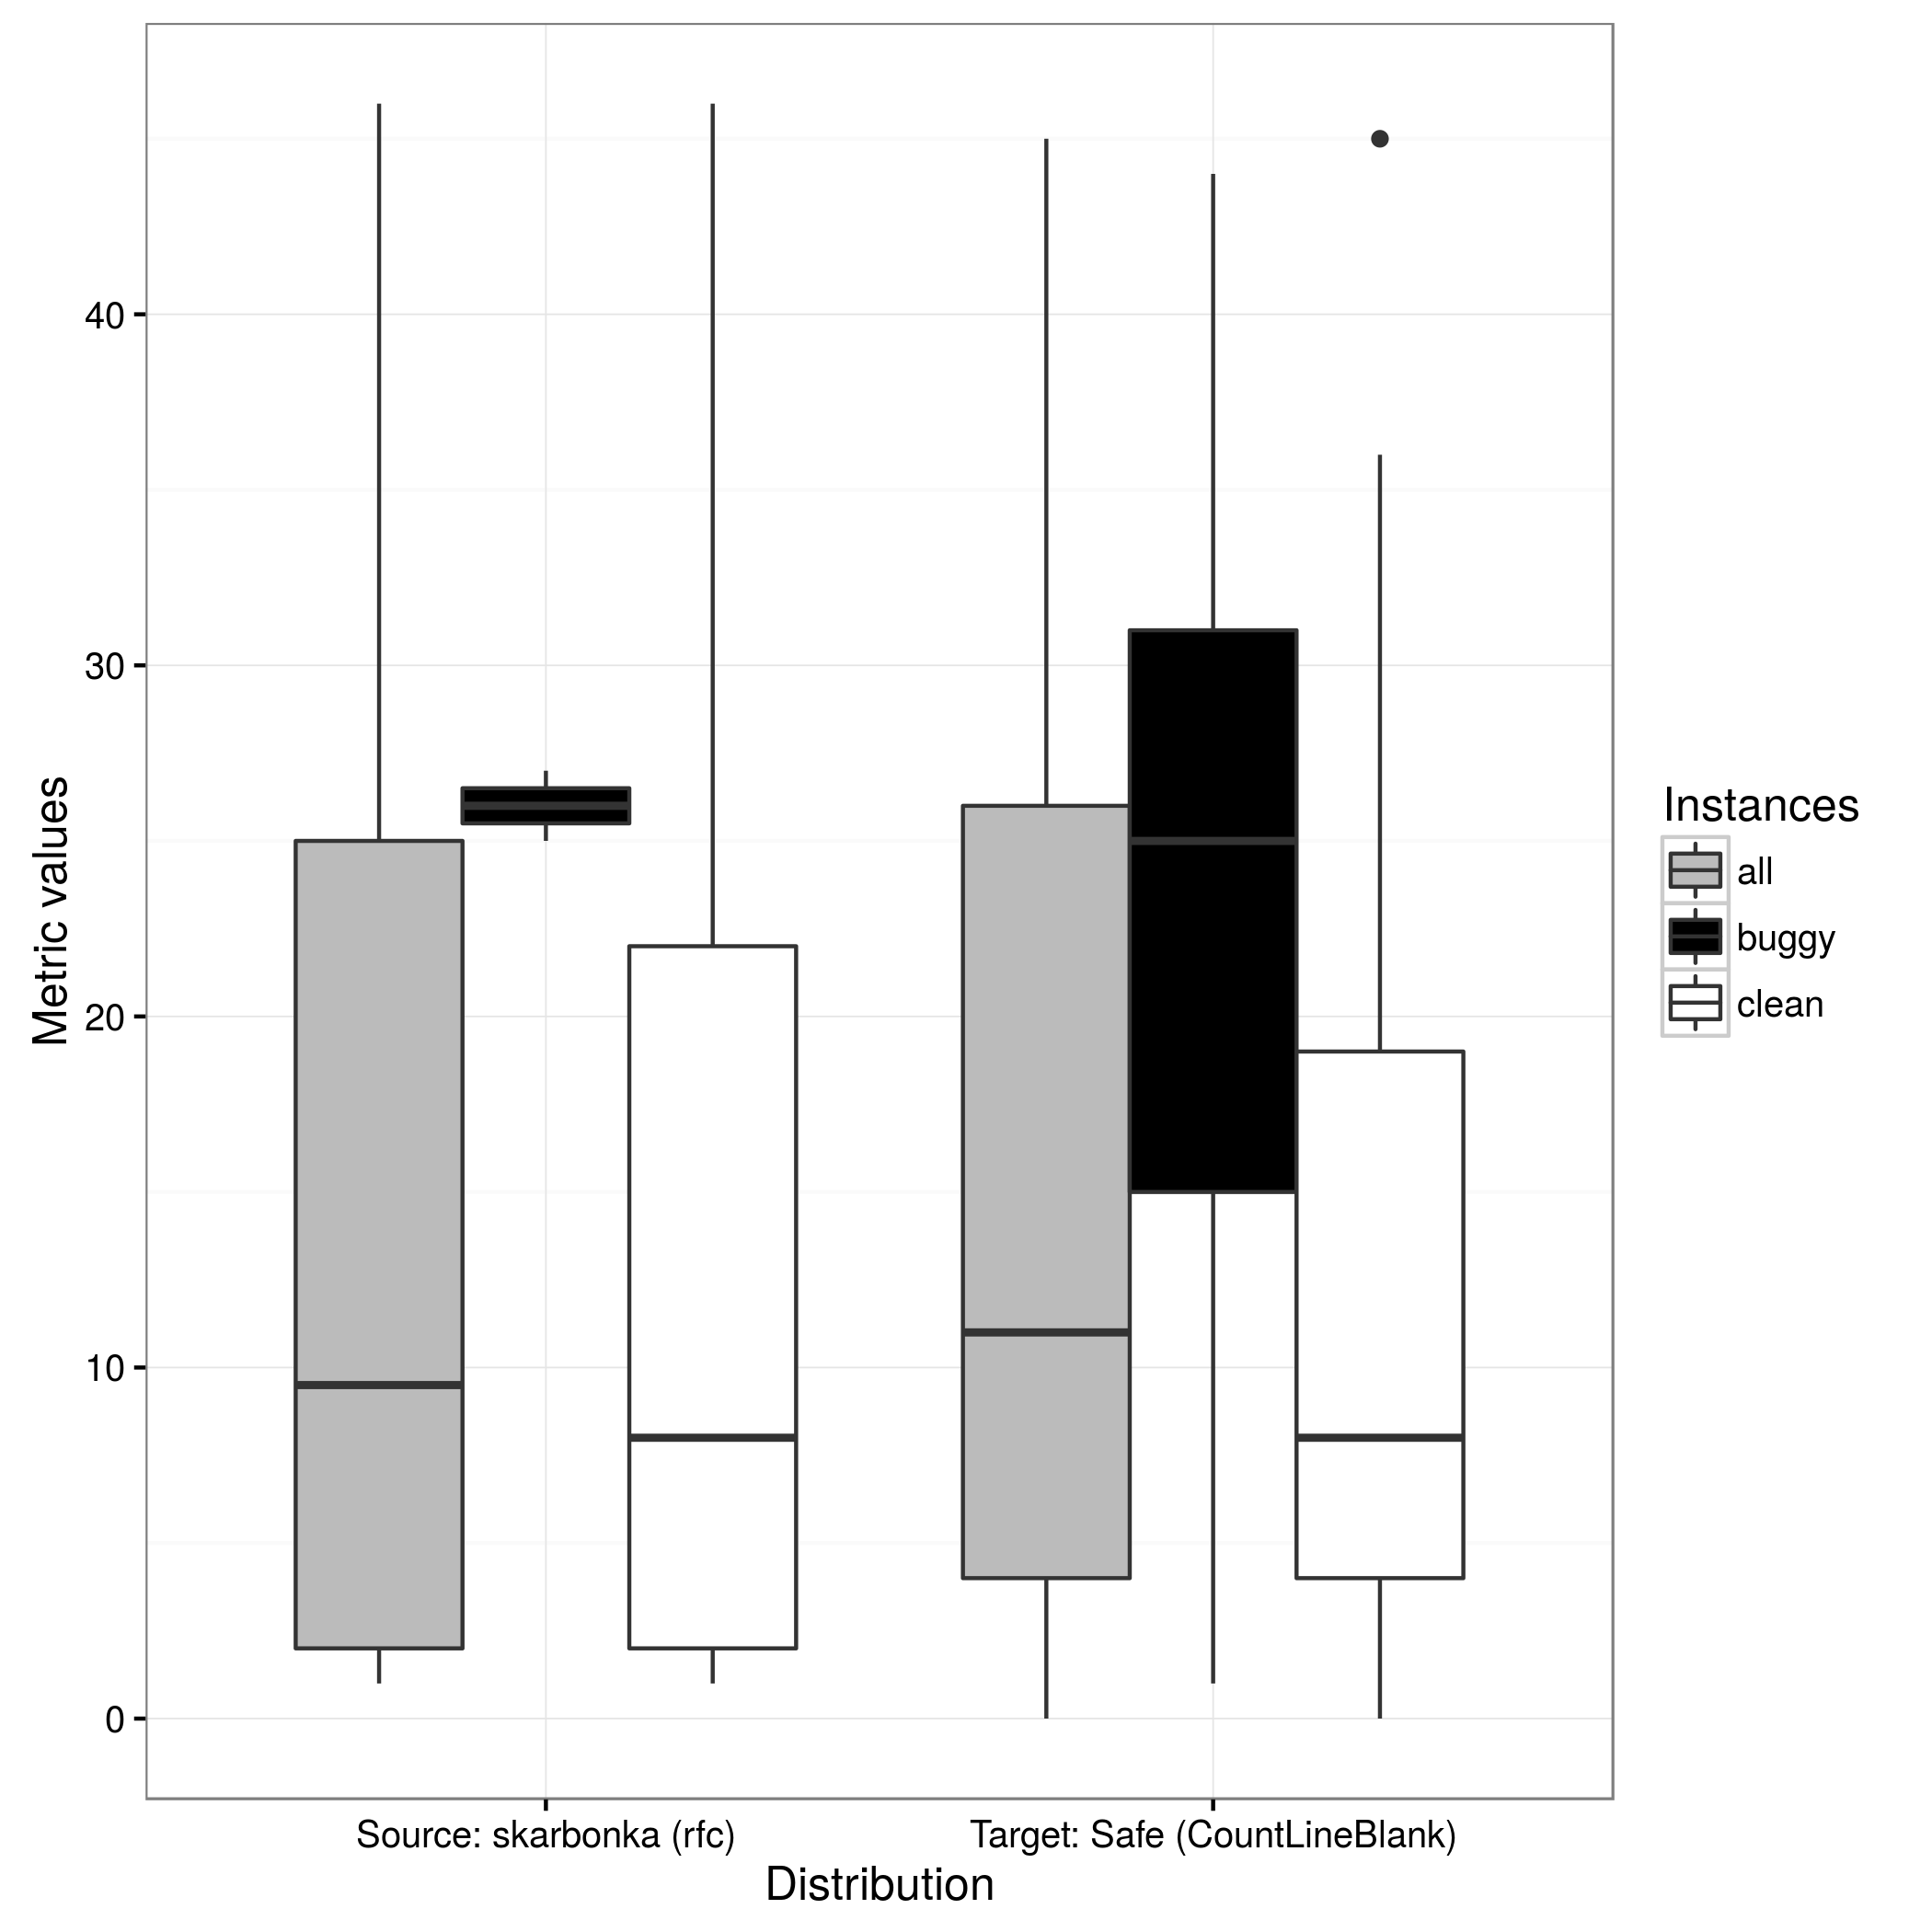 Metric values
40
30
20
10
0
Source: skarbonka (rfc)
Target: Safe (CountLineBlank)
Distribution
Instances
all
buggy
clean